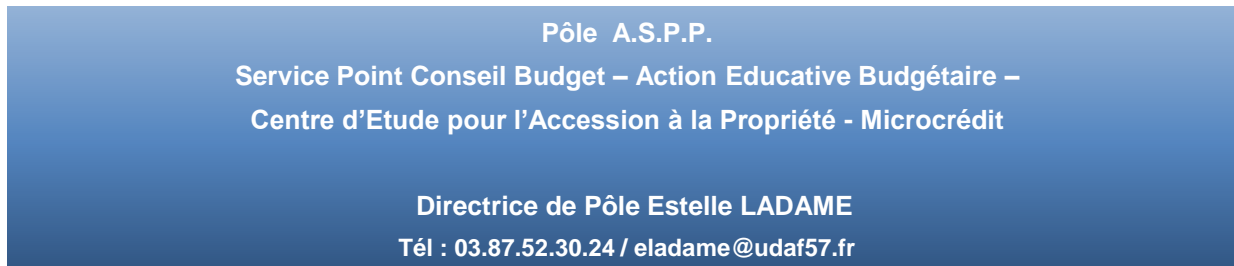 Pôle A.S.P.P.
Service Point Conseil Budget – Action Educative Budgétaire –
Centre d'Etude pour l'Accession à la Propriété - Microcrédit
Directrice de Pôle Estelle LADAME
Tél : 03.87.52.30.24 / eladame@udaf57.fr